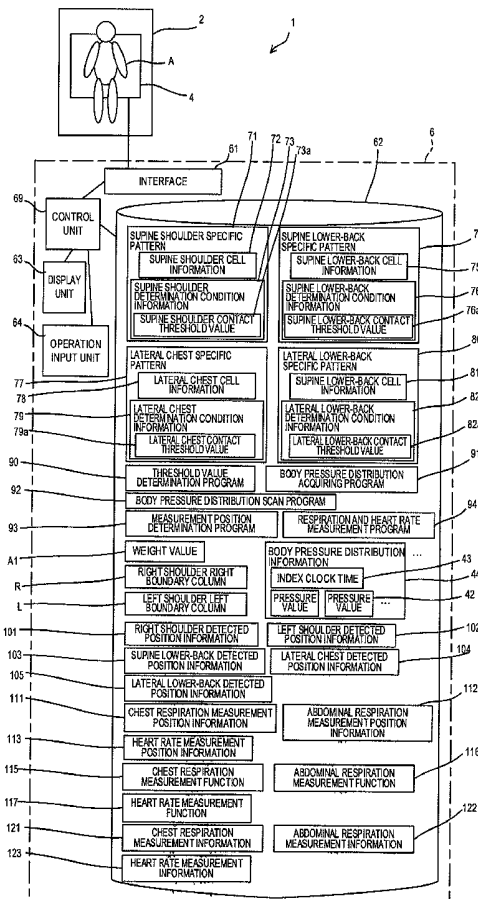 2
1
A
4
61
6
INTERFACE
62
69
CONTROL
UNIT
63
DISPLAY
UNIT
64
OPERATION
INPUT UNIT
71
72
73
73a
SUPINE SHOULDER SPECIFIC
PATTERN
SUPINE SHOULDER CELL
INFORMATION
SUPINE SHOULDER
DETERMINATION CONDITION
INFORMATION
SUPINE SHOULDER CONTACT
THRESHOLD VALUE
SUPINE LOWER-BACK
SPECIFIC PATTERN
SUPINE LOWER-BACK CELL
INFORMATION
75
SUPINE LOWER-BACK
DETERMINATION CONDITION
INFORMATION
76
SUPINE LOWER-BACK CONTACT
THRESHOLD VALUE
76a
77
LATERAL CHEST SPECIFIC
PATTERN
78
LATERAL CHEST CELL
INFORMATION
79
LATERAL CHEST
DETERMINATION CONDITION
INFORMATION
79a
LATERAL CHEST CONTACT
THRESHOLD VALUE
80
LATERAL LOWER-BACK
SPECIFIC PATTERN
SUPINE LOWER-BACK CELL
INFORMATION
81
LATERAL LOWER-BACK
DETERMINATION CONDITION
INFORMATION
82
LATERAL LOWER-BACK CONTACT
THRESHOLD VALUE
90
THRESHOLD VALUE
DETERMINATION PROGRAM
BODY PRESSURE DISTRIBUTION
ACQUIRING PROGRAM
91
92
BODY PRESSURE DISTRIBUTION SCAN PROGRAM
93
MEASUREMENT POSITION
DETERMINATION PROGRAM
RESPIRATION AND HEART RATE
MEASUREMENT PROGRAM
94
A1
WEIGHT VALUE
R
RIGHT SHOULDER RIGHT
BOUNDARY COLUMN
L
LEFT SHOULDER LEFT
BOUNDARY COLUMN
BODY PRESSURE DISTRIBUTION
INFORMATION
...
INDEX CLOCK TIME
43
44
PRESSURE
VALUE
PRESSURE
VALUE
...
42
101
RIGHT SHOULDER DETECTED
POSITION INFORMATION
LEFT SHOULDER DETECTED
POSITION INFORMATION
102
103
SUPINE LOWER-BACK DETECTED
POSITION INFORMATION
LATERAL CHEST DETECTED
POSITION INFORMATION
104
105
LATERAL LOWER-BACK DETECTED
POSITION INFORMATION
111
CHEST RESPIRATION MEASUREMENT
POSITION INFORMATION
ABDOMINAL RESPIRATION
MEASUREMENT POSITION
INFORMATION
112
113
HEART RATE MEASUREMENT
POSITION INFORMATION
115
CHEST RESPIRATION
MEASUREMENT FUNCTION
ABDOMINAL RESPIRATION
MEASUREMENT FUNCTION
116
117
HEART RATE MEASUREMENT
FUNCTION
121
CHEST RESPIRATION
MEASUREMENT INFORMATION
ABDOMINAL RESPIRATION
MEASUREMENT INFORMATION
122
123
HEART RATE MEASUREMENT
INFORMATION